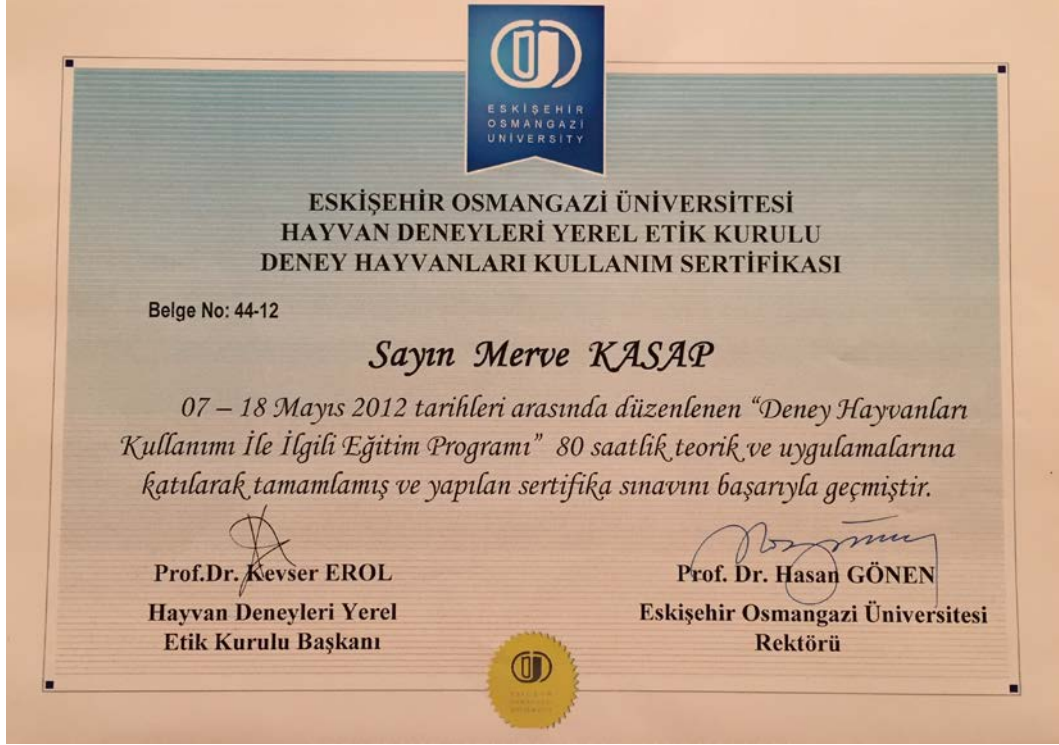 ESKİŞEHİR
OSMANGAZİ
UNIVERSITY
ESKİŞEHİR OSMANGAZİ ÜNİVERSİTESİ
HAYVAN DENEYLERİ YEREL ETİK KURULU
DENEY HAYVANLARI KULLANIM SERTİFİKASI
Belge No: 44-12
Sayın Merve KASAP
07 – 18 Mayıs 2012 tarihleri arasında düzenlenen “Deney Hayvanları
Kullanımı İle İlgili Eğitim Programı” 80 saatlik teorik ve uygulamalarına
katılarak tamamlamış ve yapılan sertifika sınavını başarıyla geçmiştir.
Prof.Dr. Kevser EROL
Hayvan Deneyleri Yerel
Etik Kurulu Başkanı
Prof. Dr. Hasan GÖNEN
Eskişehir Osmangazi Üniversitesi
Rektörü